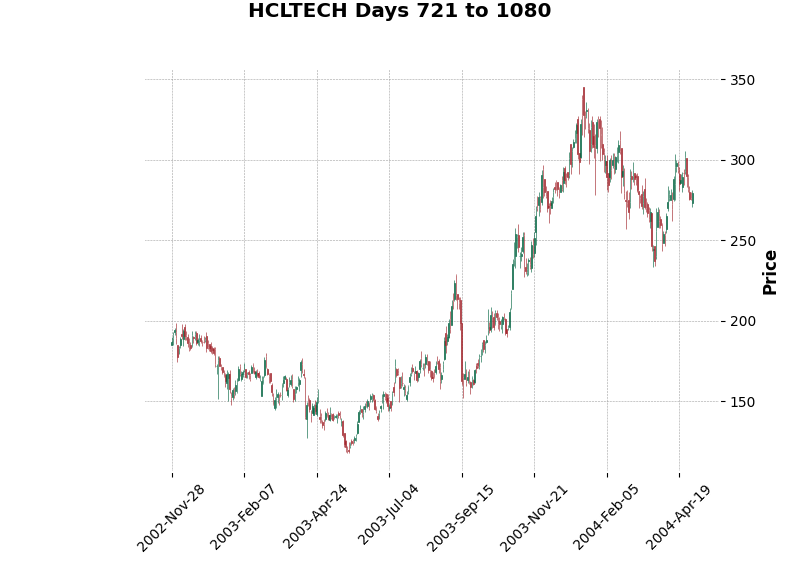 HCLTECH Days 721 to 1080
350
300
250
200
150
Price
2002-Nov-28
2003-Feb-07
2003-Apr-24
2003-Jul-04
2003-Sep-15
2003-Nov-21
2004-Feb-05
2004-Apr-19